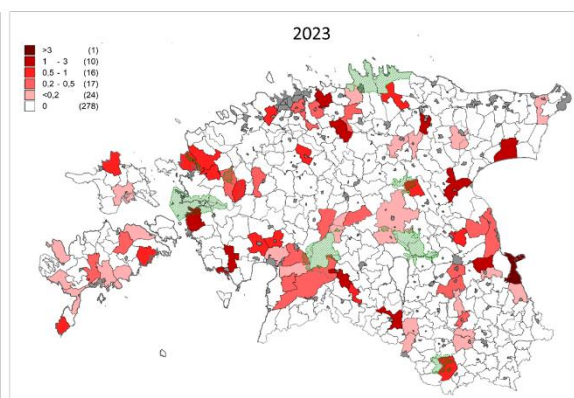 2023
>3 (1)
1 - 3 (10)
0.5 - 1 (16)
0.2 - 0,5 (17)
<0,2 (24)
0 (278)